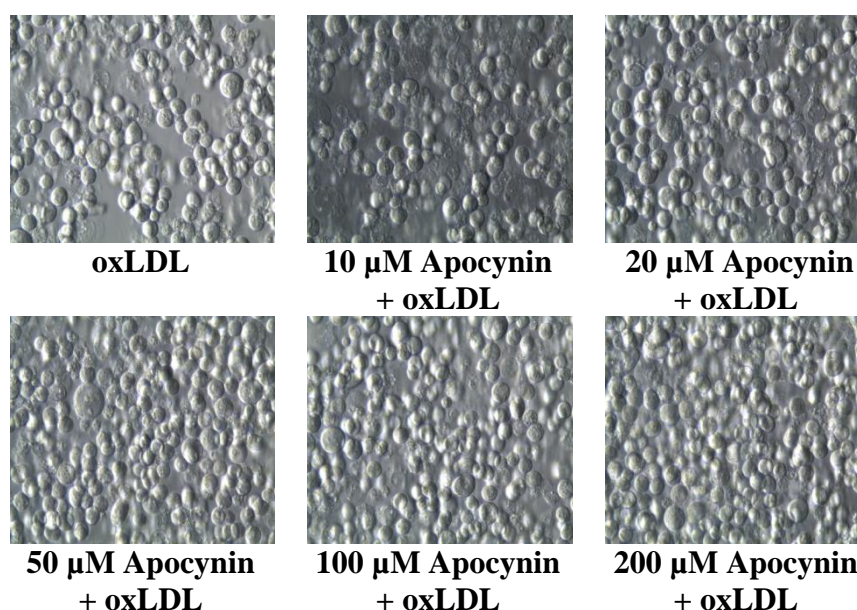 oxLDL
10 µM Apocynin
+ oxLDL
20 µM Apocynin
+ oxLDL
50 µM Apocynin
+ oxLDL
100 µM Apocynin
+ oxLDL
200 µM Apocynin
+ oxLDL